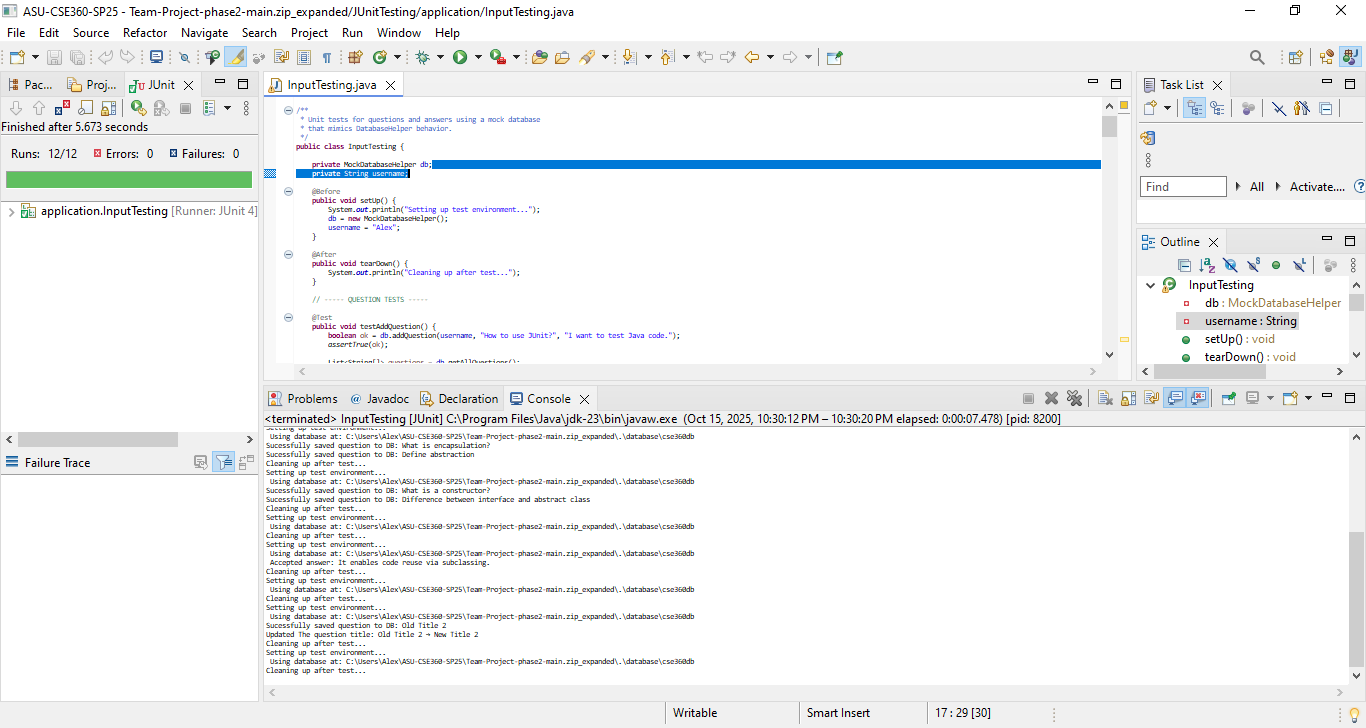 ASU-CSE360-SP25 - Team-Project-phase2-main.zip_expanded/JUnitTesting/application/InputTesting.java
File Edit Source Refactor Navigate Search Project Run Window Help
Pac... Proj... JUnit
Finished after 5.673 seconds
Runs: 12/12 Errors: 0 Failures: 0
application.InputTesting [Runner: JUnit 4]
Failure Trace
InputTesting.java
/**
* Unit tests for questions and answers using a mock database
* that mimics DatabaseHelper behavior.
*/
public class InputTesting {
private MockDatabaseHelper db;
private String username;
@Before
public void setUp() {
System.out.println("Setting up test environment...");
db = new MockDatabaseHelper();
username = "Alex";
}
@After
public void tearDown() {
System.out.println("Cleaning up after test...");
}
// ----- QUESTION TESTS -----
@Test
public void testAddQuestion() {
boolean ok = db.addQuestion(username, "How to use JUnit?", "I want to test Java code.");
assertTrue(ok);
List<String[]> questions = db.getAllQuestions();
Task List
Find All Activate....
Outline
InputTesting
db : MockDatabaseHelper
username : String
setUp() : void
tearDown() : void
Problems @ Javadoc Declaration Console
<terminated> InputTesting [JUnit] C:\Program Files\Java\jdk-23\bin\javaw.exe (Oct 15, 2025, 10:30:12 PM – 10:30:20 PM elapsed: 0:00:07.478) [pid: 8200]
Setting up test environment...
Using database at: C:\Users\Alex\ASU-CSE360-SP25\Team-Project-phase2-main.zip_expanded\.\database\cse360db
Sucessfully saved question to DB: What is encapsulation?
Sucessfully saved question to DB: Define abstraction
Cleaning up after test...
Setting up test environment...
Using database at: C:\Users\Alex\ASU-CSE360-SP25\Team-Project-phase2-main.zip_expanded\.\database\cse360db
Sucessfully saved question to DB: What is a constructor?
Sucessfully saved question to DB: Difference between interface and abstract class
Cleaning up after test...
Setting up test environment...
Using database at: C:\Users\Alex\ASU-CSE360-SP25\Team-Project-phase2-main.zip_expanded\.\database\cse360db
Cleaning up after test...
Setting up test environment...
Using database at: C:\Users\Alex\ASU-CSE360-SP25\Team-Project-phase2-main.zip_expanded\.\database\cse360db
Accepted answer: It enables code reuse via subclassing.
Cleaning up after test...
Setting up test environment...
Using database at: C:\Users\Alex\ASU-CSE360-SP25\Team-Project-phase2-main.zip_expanded\.\database\cse360db
Cleaning up after test...
Setting up test environment...
Using database at: C:\Users\Alex\ASU-CSE360-SP25\Team-Project-phase2-main.zip_expanded\.\database\cse360db
Sucessfully saved question to DB: Old Title 2
Updated The question title: Old Title 2 → New Title 2
Cleaning up after test...
Setting up test environment...
Using database at: C:\Users\Alex\ASU-CSE360-SP25\Team-Project-phase2-main.zip_expanded\.\database\cse360db
Cleaning up after test...
Writable Smart Insert 17 : 29 [30]